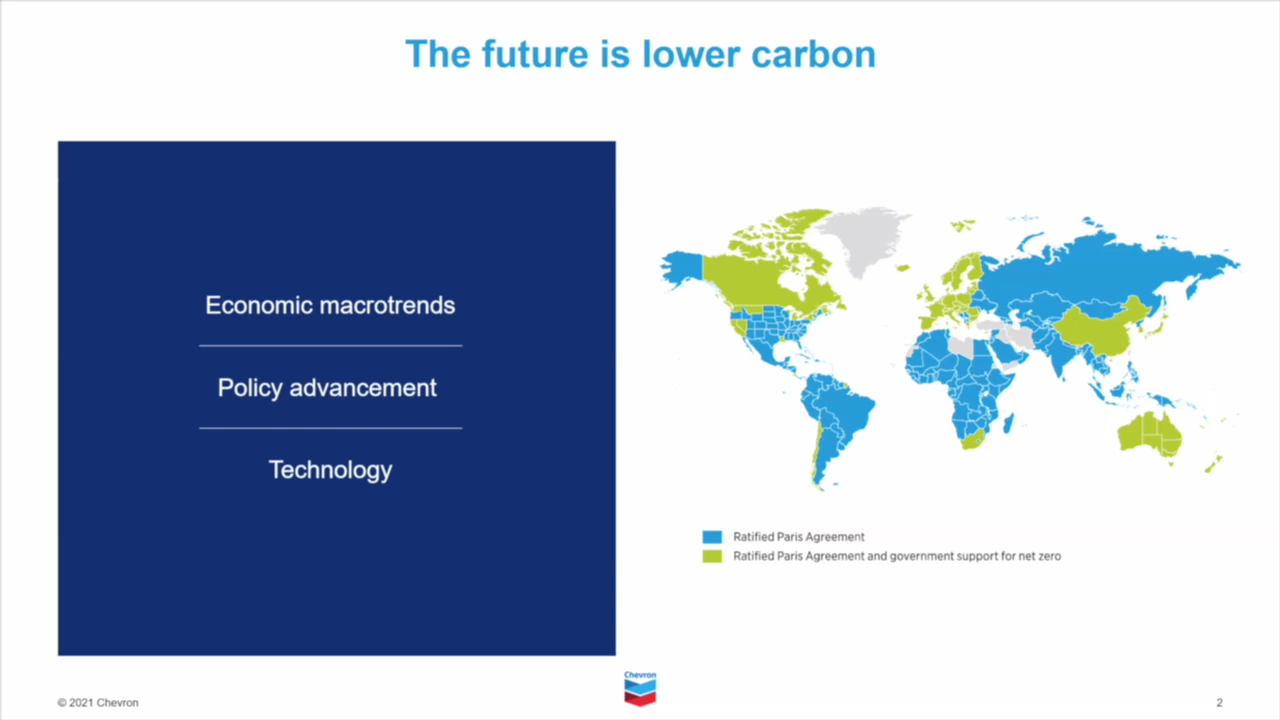 The future is lower carbon
Economic macrotrends
Policy advancement
Technology
Ratified Paris Agreement
Ratified Paris Agreement and government support for net zero
© 2021 Chevron
Chevron
2